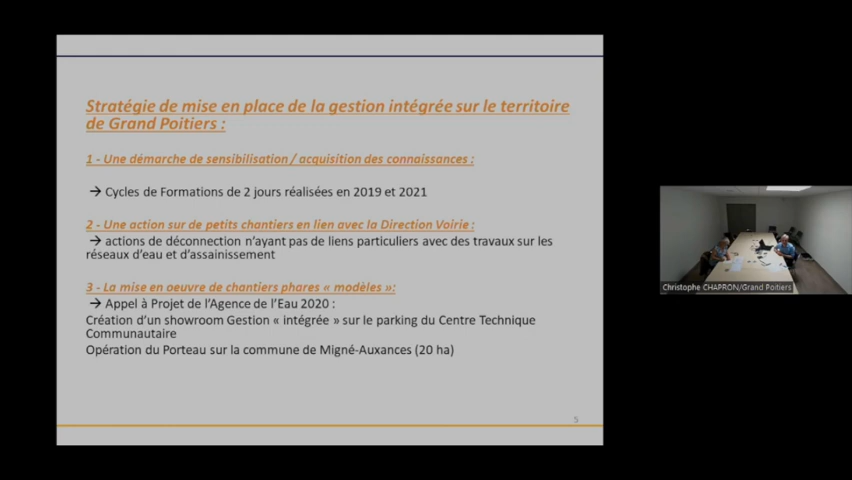 Stratégie de mise en place de la gestion intégrée sur le territoire
de Grand Poitiers :
1 - Une démarche de sensibilisation / acquisition des connaissances :
→ Cycles de Formations de 2 jours réalisées en 2019 et 2021
2 - Une action sur de petits chantiers en lien avec la Direction Voirie :
→ actions de déconnection n'ayant pas de liens particuliers avec des travaux sur les
réseaux d'eau et d'assainissement
3 - La mise en oeuvre de chantiers phares « modèles »:
→ Appel à Projet de l'Agence de l'Eau 2020 :
Création d'un showroom Gestion « intégrée » sur le parking du Centre Technique
Communautaire
Opération du Porteau sur la commune de Migné-Auxances (20 ha)
5
Christophe CHAPRON/Grand Poitiers